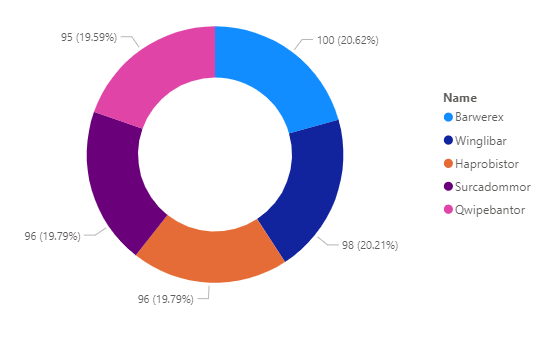 95 (19.59%)
100 (20.62%)
Name
Barwerex
Winglibar
Haprobistor
Surcadommor
Qwipebantor
96 (19.79%)
98 (20.21%)
96 (19.79%)